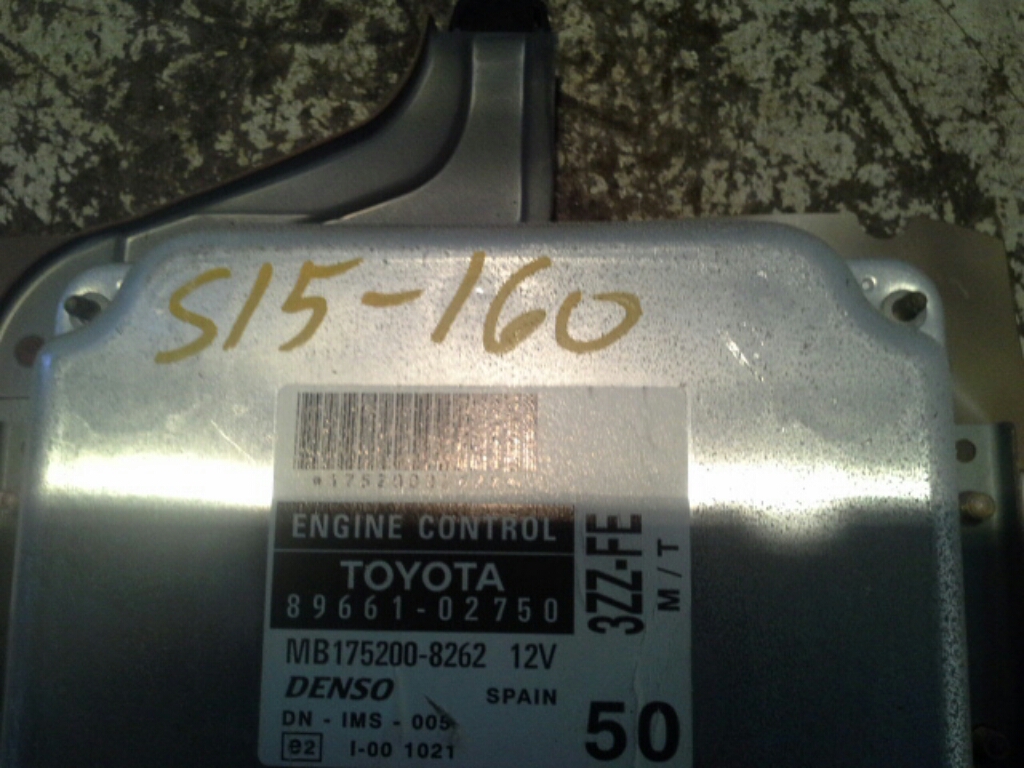 S15-160
ENGINE CONTROL
TOYOTA
89661-02750
3ZZ-FE
M/T
MB175200-8262 12V
DENSO SPAIN
DN - IMS - 005
e2 I-00 1021
50